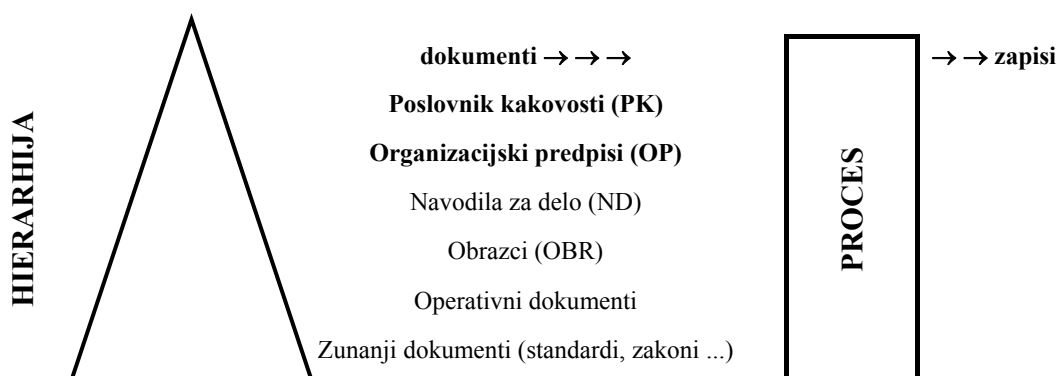 HIERARHIJA
dokumenti → → →
Poslovnik kakovosti (PK)
Organizacijski predpisi (OP)
Navodila za delo (ND)
Obrazci (OBR)
Operativni dokumenti
Zunanji dokumenti (standardi, zakoni ...)
PROCES
→ → zapisi